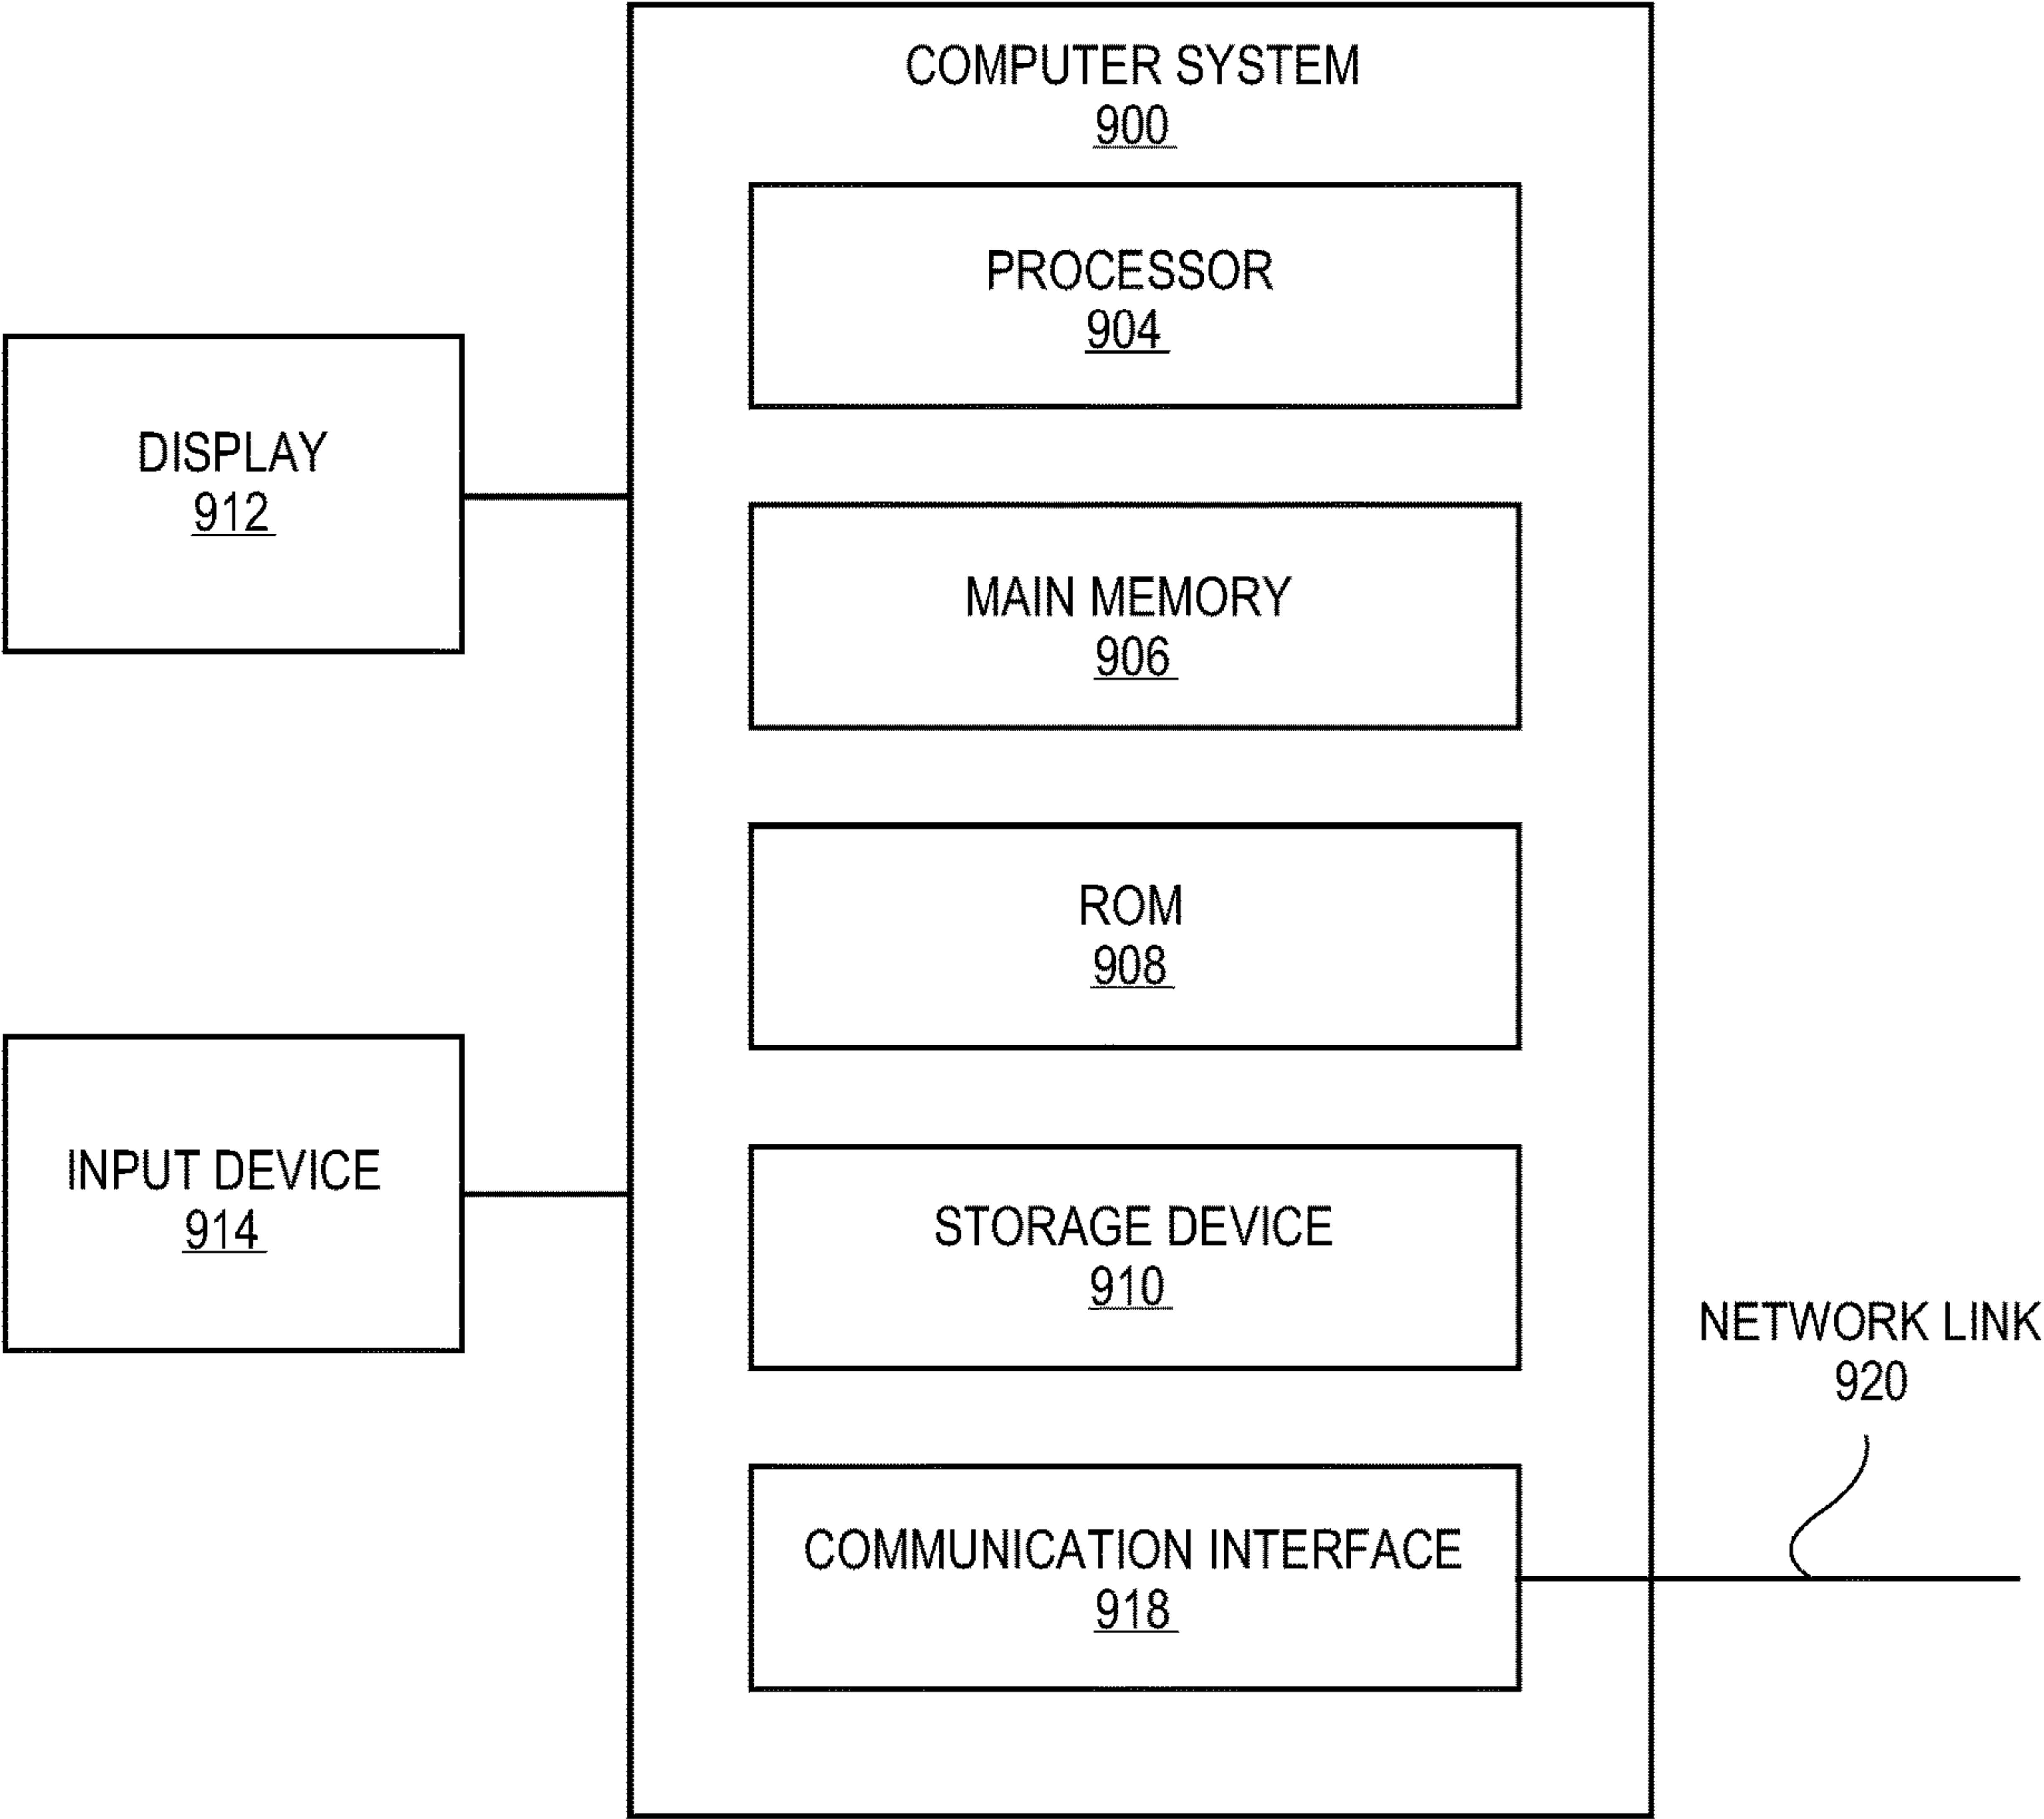 COMPUTER SYSTEM
900
PROCESSOR
904
DISPLAY
912
MAIN MEMORY
906
ROM
908
INPUT DEVICE
914
STORAGE DEVICE
910
NETWORK LINK
920
COMMUNICATION INTERFACE
918